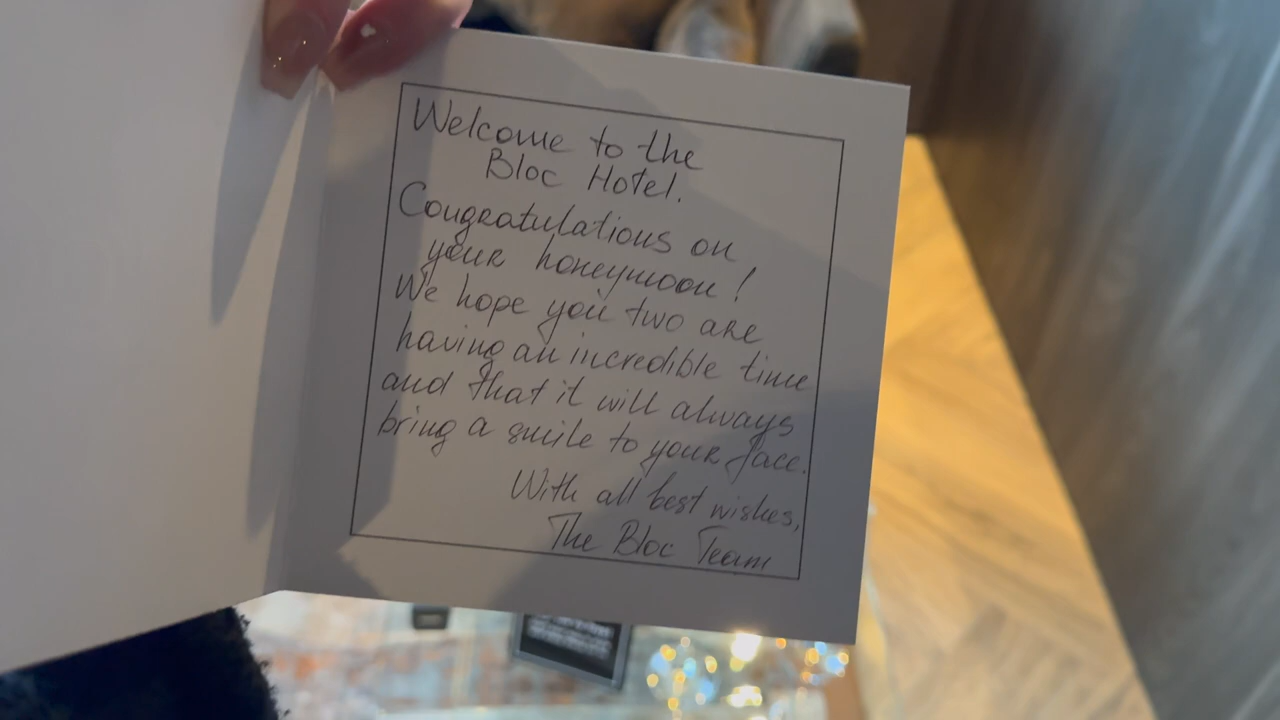 Welcome to the
Bloc Hotel.
Congratulations on
your honeymoon!
We hope you two are
having an incredible time
and that it will always
bring a smile to your face.
With all best wishes,
The Bloc Team